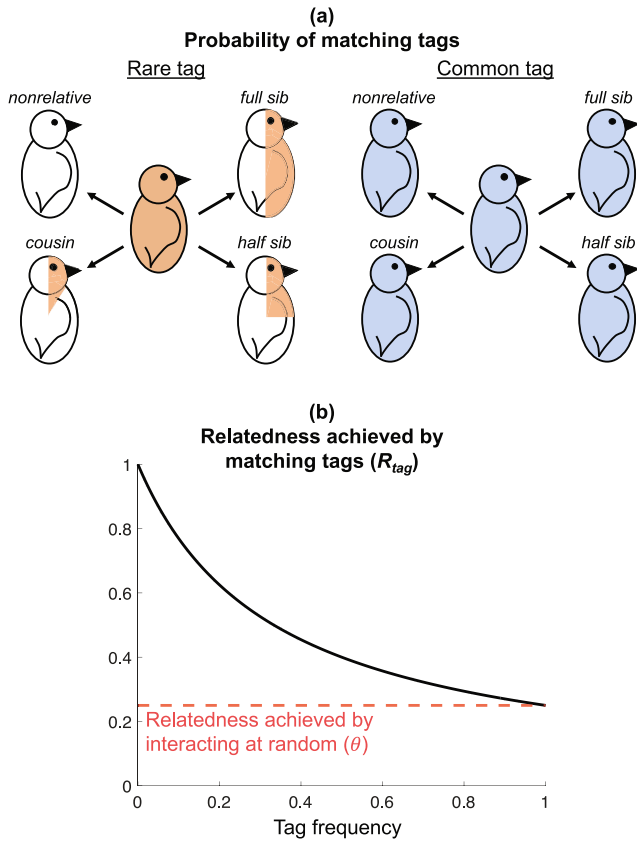 (a)
Probability of matching tags
Rare tag
Common tag
nonrelative
full sib
nonrelative
full sib
cousin
half sib
cousin
half sib
(b)
Relatedness achieved by
matching tags (R_tag)
1
0.8
0.6
0.4
0.2
0
Relatedness achieved by
interacting at random (θ)
0
0.2
0.4
0.6
0.8
1
Tag frequency